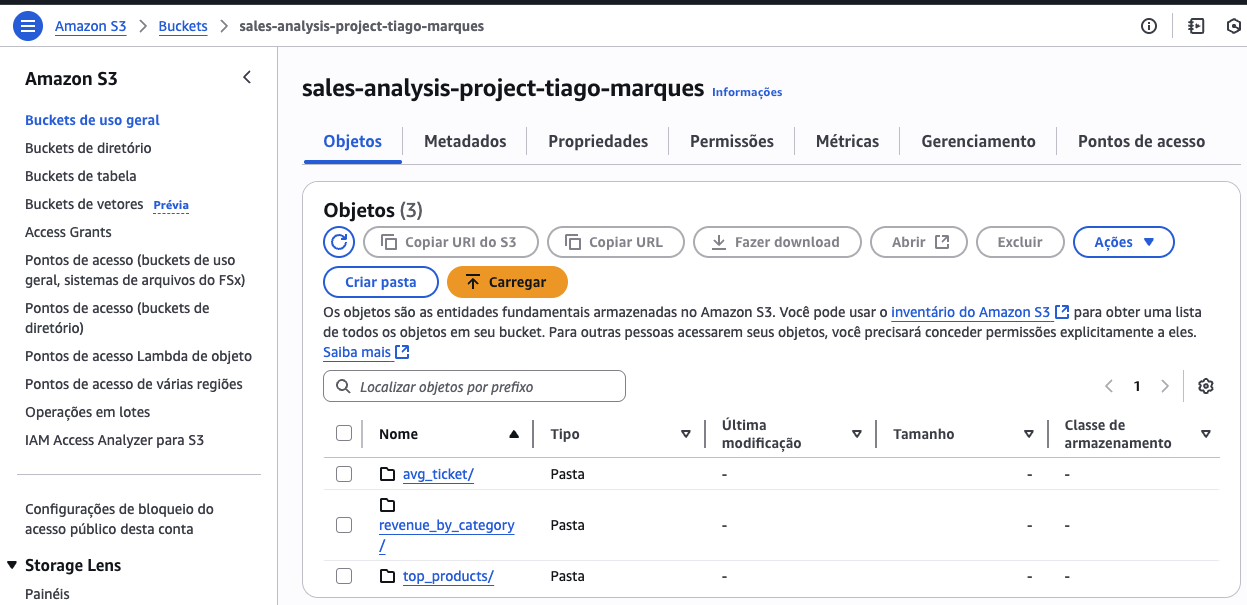 Amazon S3 > Buckets > sales-analysis-project-tiago-marques
Amazon S3
Buckets de uso geral
Buckets de diretório
Buckets de tabela
Buckets de vetores Prévia
Access Grants
Pontos de acesso (buckets de uso
geral, sistemas de arquivos do FSx)
Pontos de acesso (buckets de
diretório)
Pontos de acesso Lambda de objeto
Pontos de acesso de várias regiões
Operações em lotes
IAM Access Analyzer para S3
Configurações de bloqueio do
acesso público desta conta
Storage Lens
Painéis
sales-analysis-project-tiago-marques Informações
Objetos Metadados Propriedades Permissões Métricas Gerenciamento Pontos de acesso
Objetos (3)
Copiar URI do S3 Copiar URL Fazer download Abrir Excluir Ações
Criar pasta Carregar
Os objetos são as entidades fundamentais armazenadas no Amazon S3. Você pode usar o inventário do Amazon S3 para obter uma lista
de todos os objetos em seu bucket. Para outras pessoas acessarem seus objetos, você precisará conceder permissões explicitamente a eles.
Saiba mais
Localizar objetos por prefixo
1
Nome Tipo Última
modificação Tamanho Classe de
armazenamento
avg_ticket/ Pasta - - -
revenue_by_category
/ Pasta - - -
top_products/ Pasta - - -